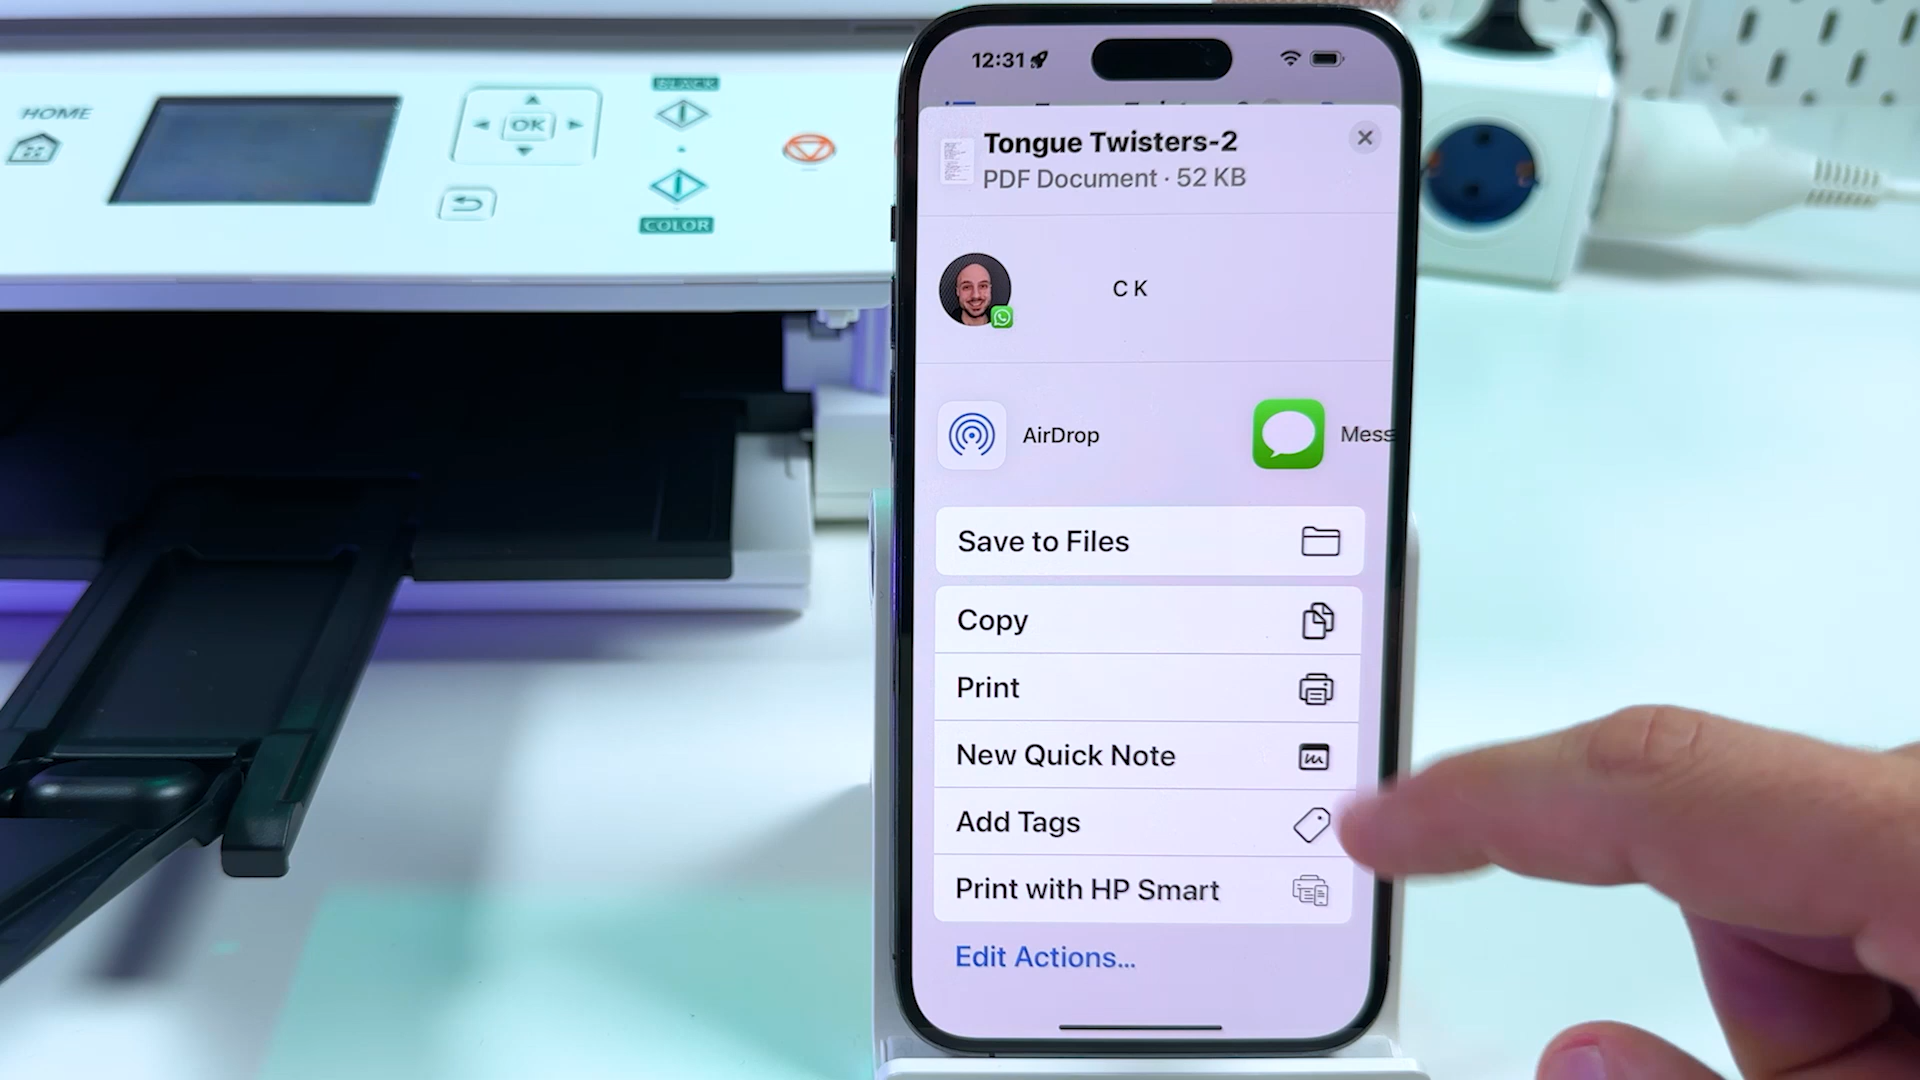 HOME
OK
BLACK
COLOR
12:31
Tongue Twisters-2
PDF Document · 52 KB
C K
AirDrop
Mess
Save to Files
Copy
Print
New Quick Note
Add Tags
Print with HP Smart
Edit Actions...